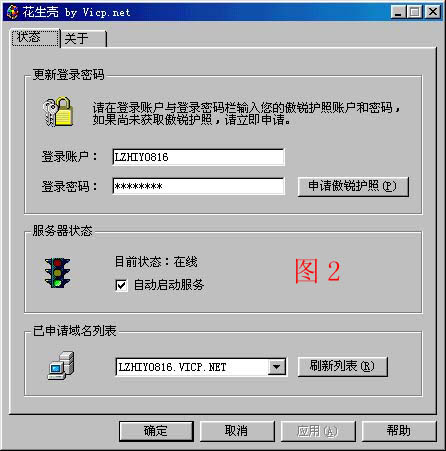 花生壳 by Vicp.net
状态
关于
更新登录密码
请在登录账户与登录密码栏输入您的傲锐护照账户和密码，
如果尚未获取傲锐护照，请立即申请。
登录账户： LZHIY0816
登录密码： ******** 申请傲锐护照(P)
服务器状态
目前状态：在线
自动启动服务
图 2
已申请域名列表
LZHIY0816.VICP.NET 刷新列表(R)
确定 取消 应用(A) 帮助